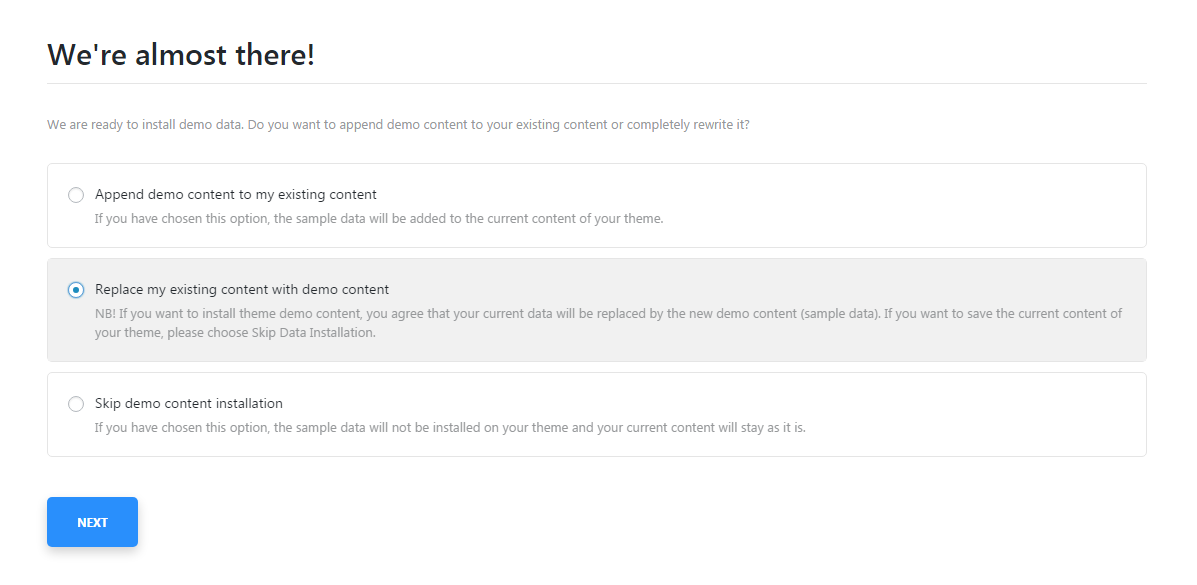 We're almost there!
We are ready to install demo data. Do you want to append demo content to your existing content or completely rewrite it?
Append demo content to my existing content
If you have chosen this option, the sample data will be added to the current content of your theme.
Replace my existing content with demo content
NB! If you want to install theme demo content, you agree that your current data will be replaced by the new demo content (sample data). If you want to save the current content of
your theme, please choose Skip Data Installation.
Skip demo content installation
If you have chosen this option, the sample data will not be installed on your theme and your current content will stay as it is.
NEXT